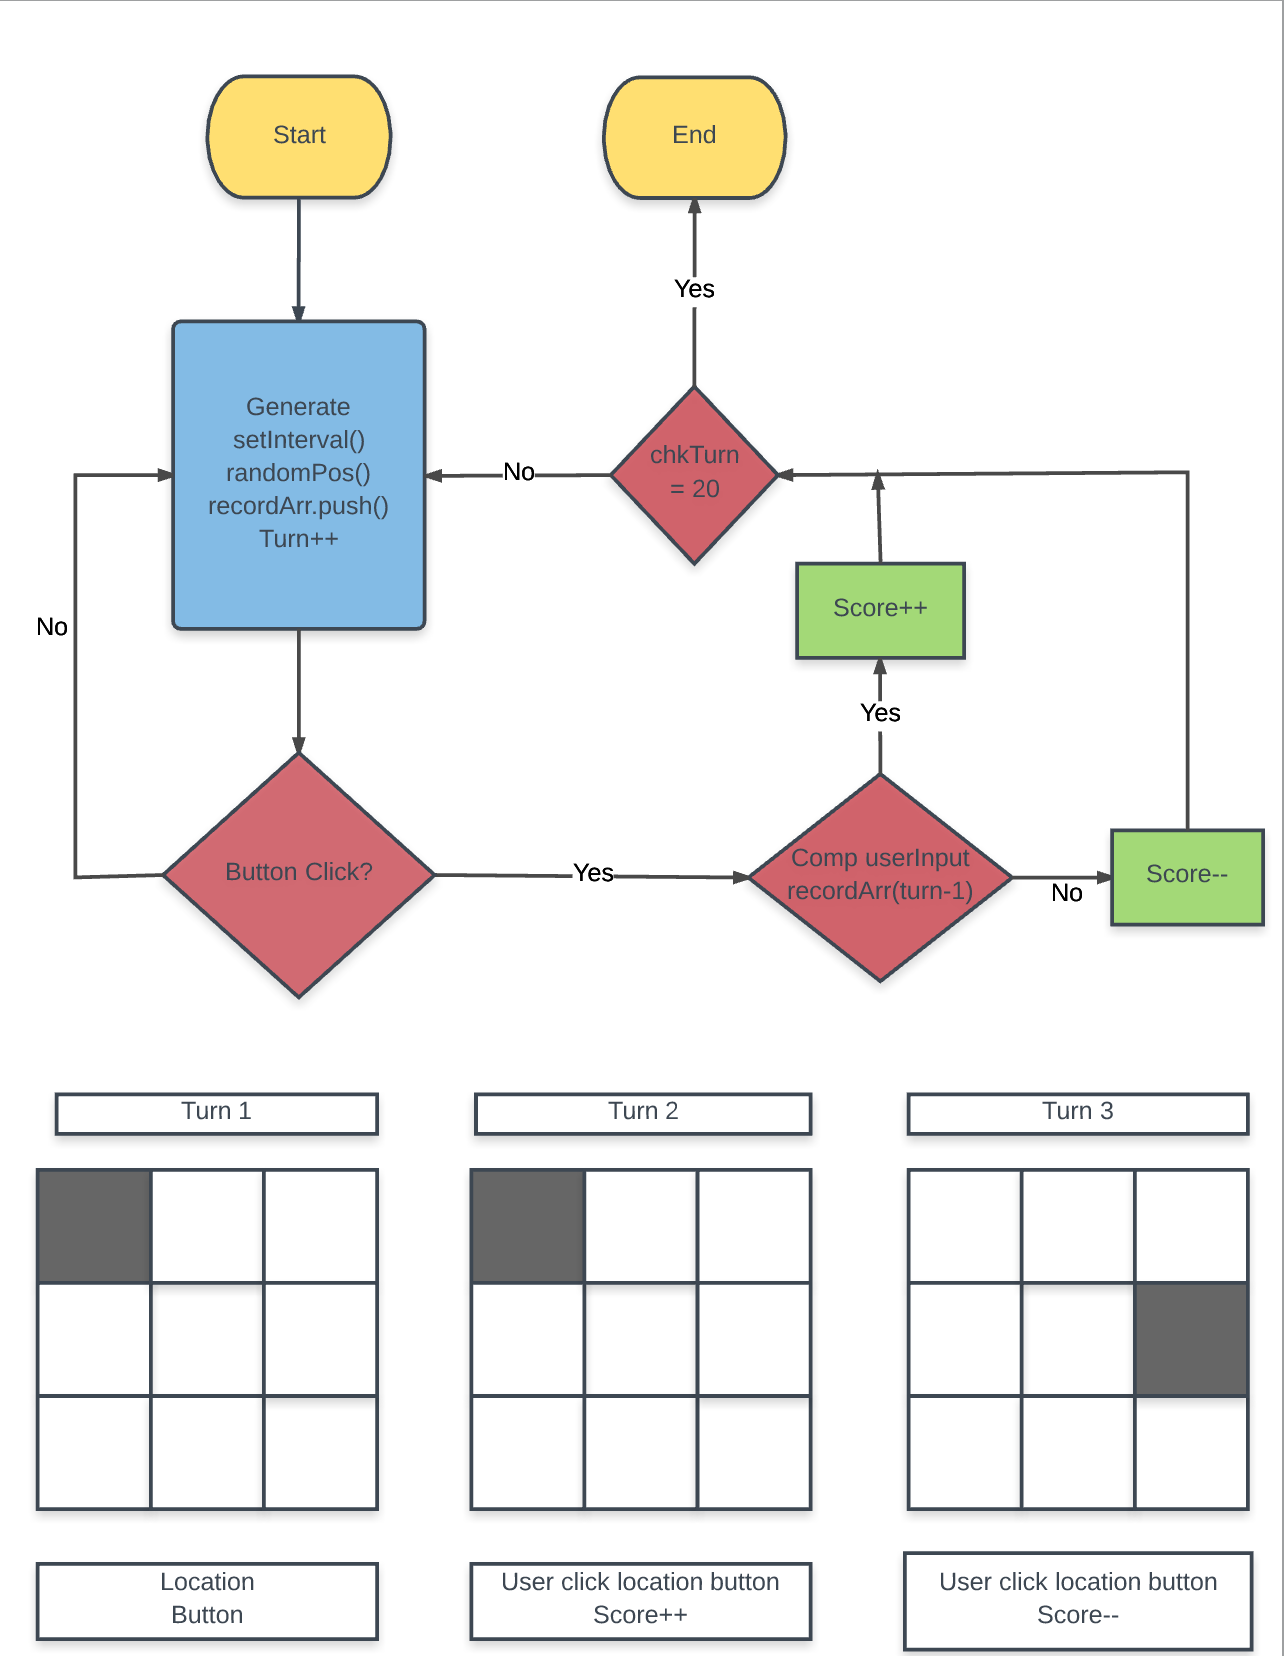 Start
End
Yes
Generate
setInterval()
randomPos()
recordArr.push()
Turn++
No
chkTurn
= 20
Score++
No
Yes
Button Click?
Yes
Comp userInput
recordArr(turn-1)
No
Score--
Turn 1
Turn 2
Turn 3
Location
Button
User click location button
Score++
User click location button
Score--